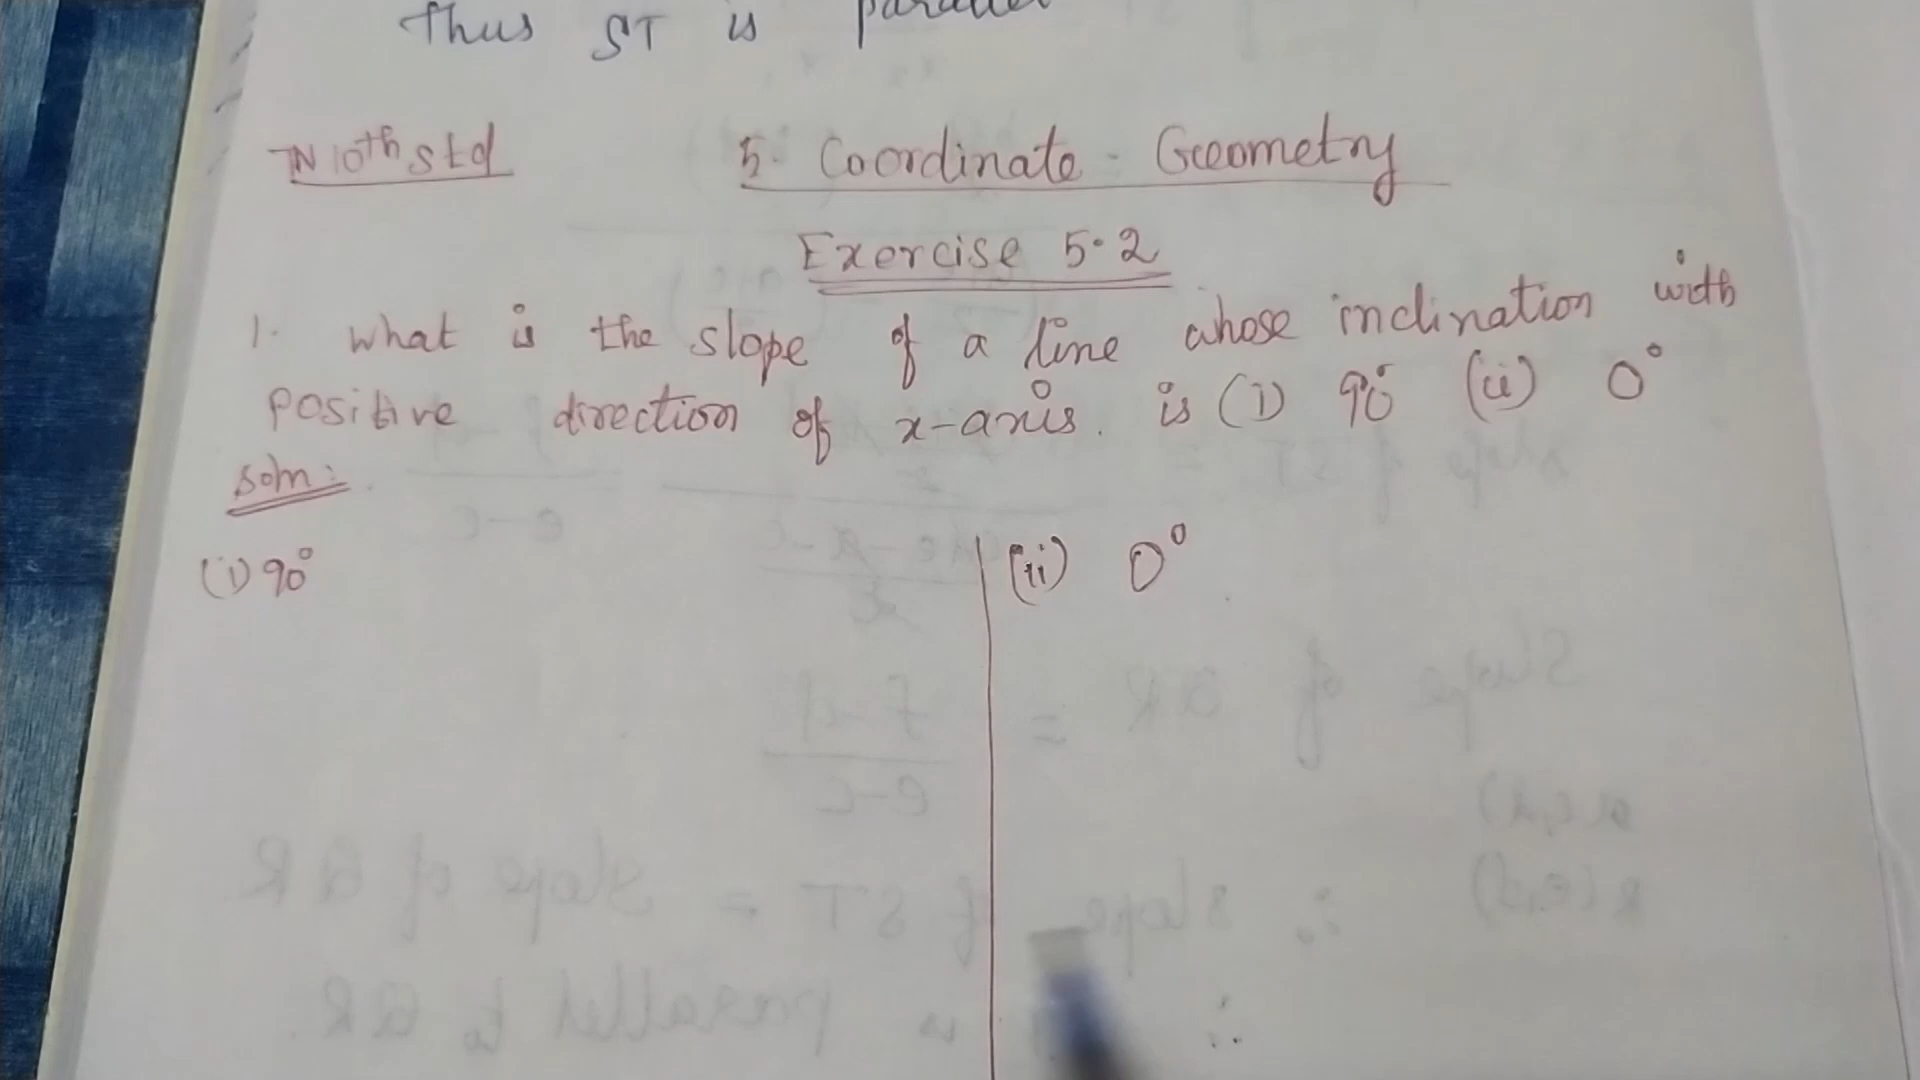 Thus ST is parallel
TN 10th std 5. Coordinate Geometry
Exercise 5.2
1. What is the slope of a line whose inclination with
positive direction of x-axis. is (i) 90° (ii) 0°
Soln:
(i) 90° (ii) 0°